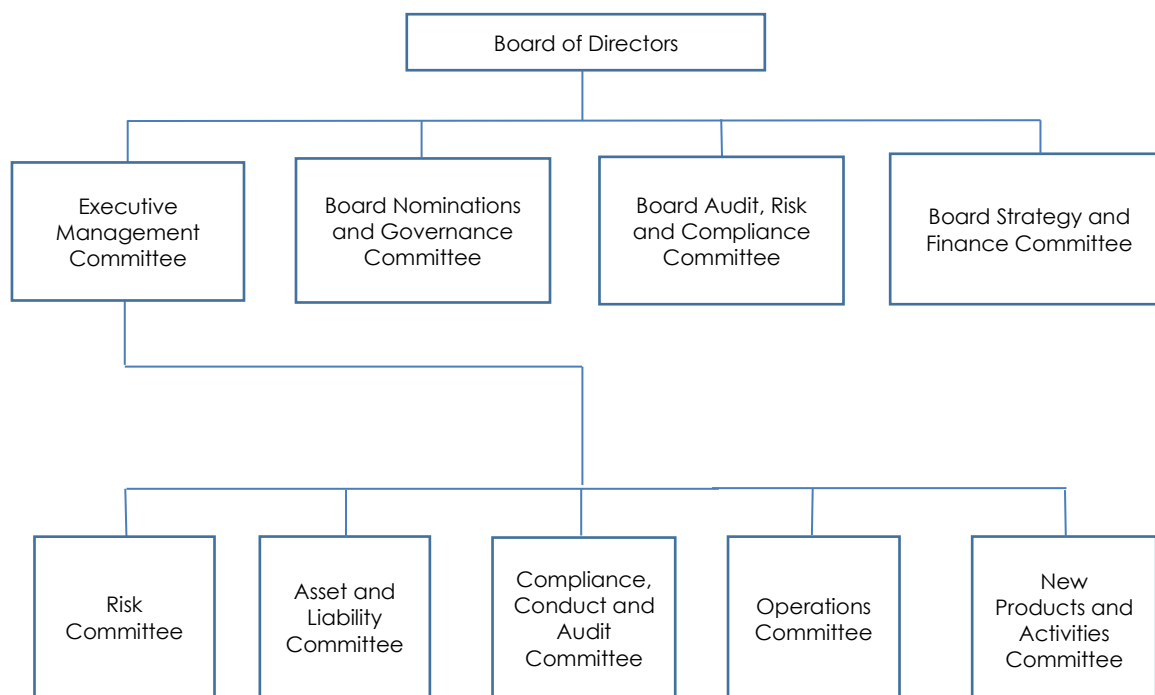 Board of Directors
Executive
Management
Committee
Board Nominations
and Governance
Committee
Board Audit, Risk
and Compliance
Committee
Board Strategy and
Finance Committee
Risk
Committee
Asset and
Liability
Committee
Compliance,
Conduct and
Audit
Committee
Operations
Committee
New
Products and
Activities
Committee